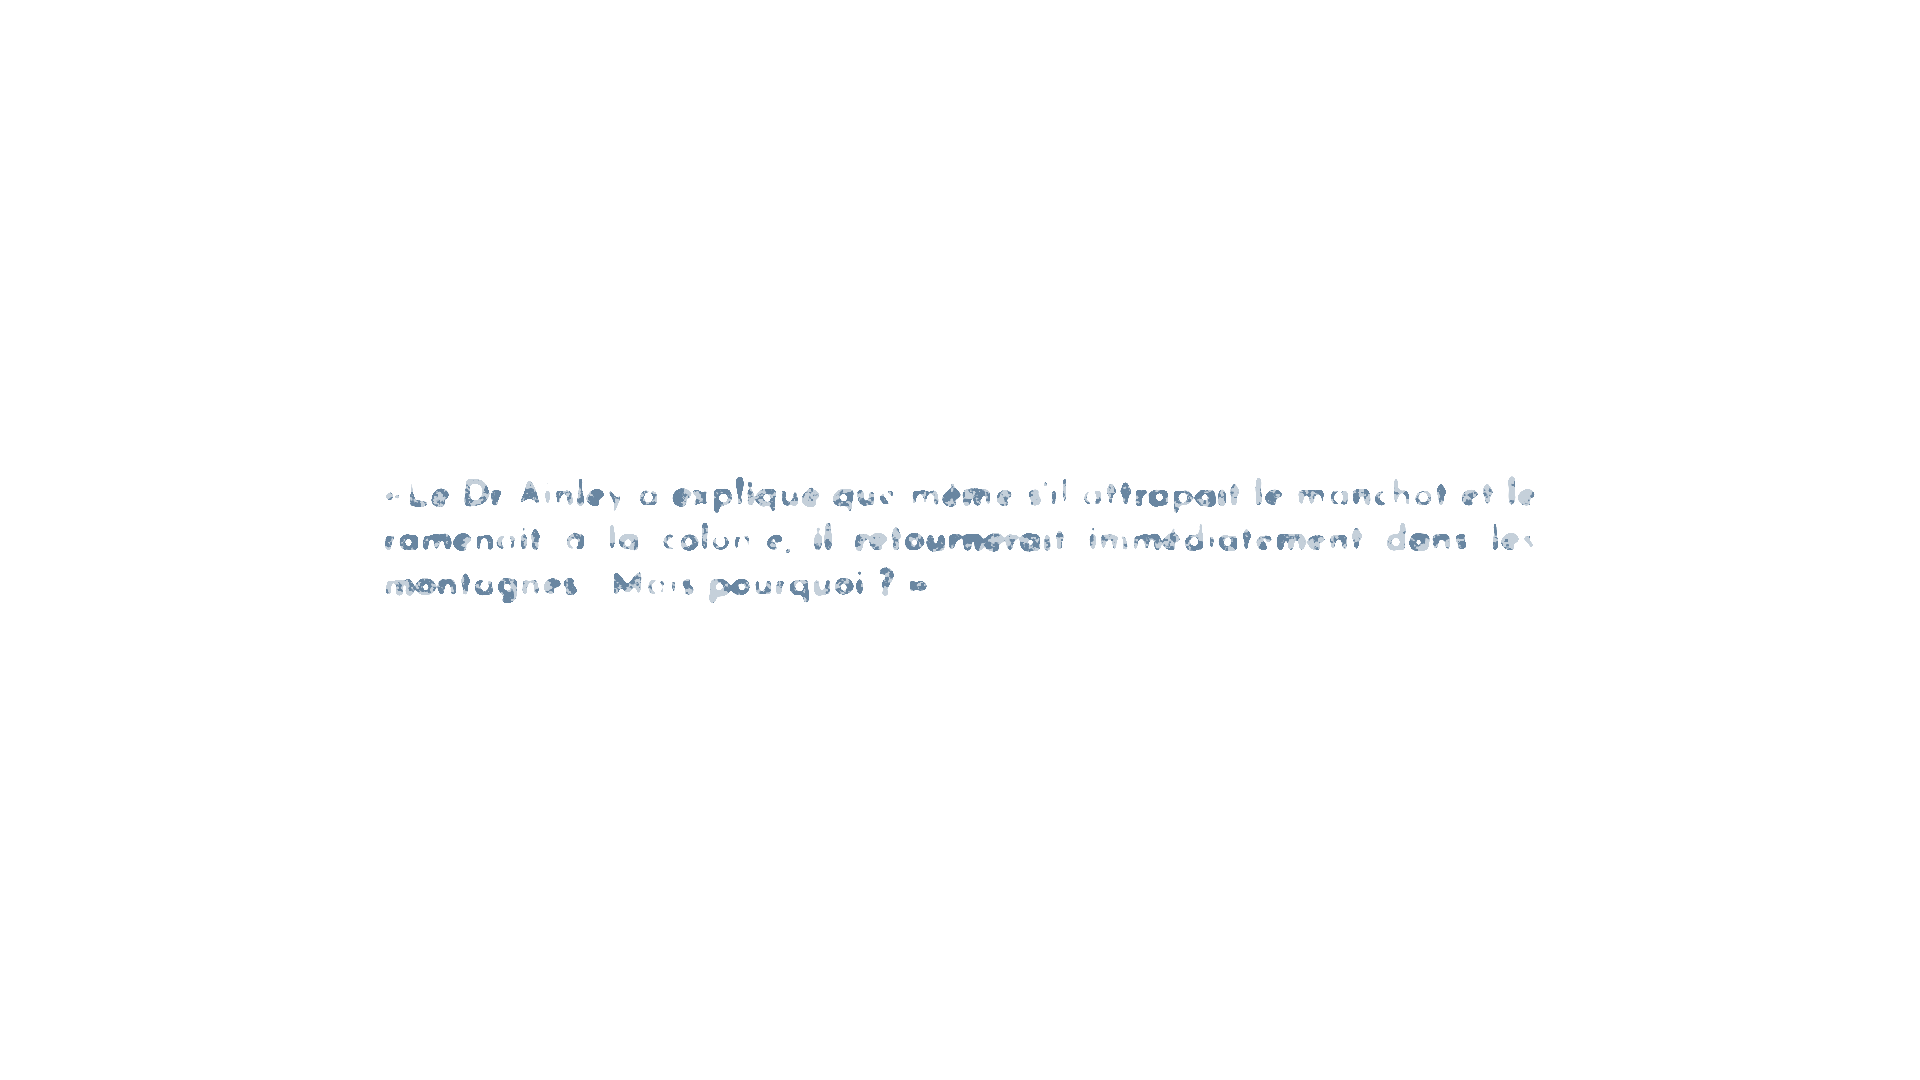 « Le Dr Ainley a expliqué que même s'il attrapait le manchot et le
ramenait à la colonie, il retournerait immédiatement dans les
montagnes. Mais pourquoi ? »